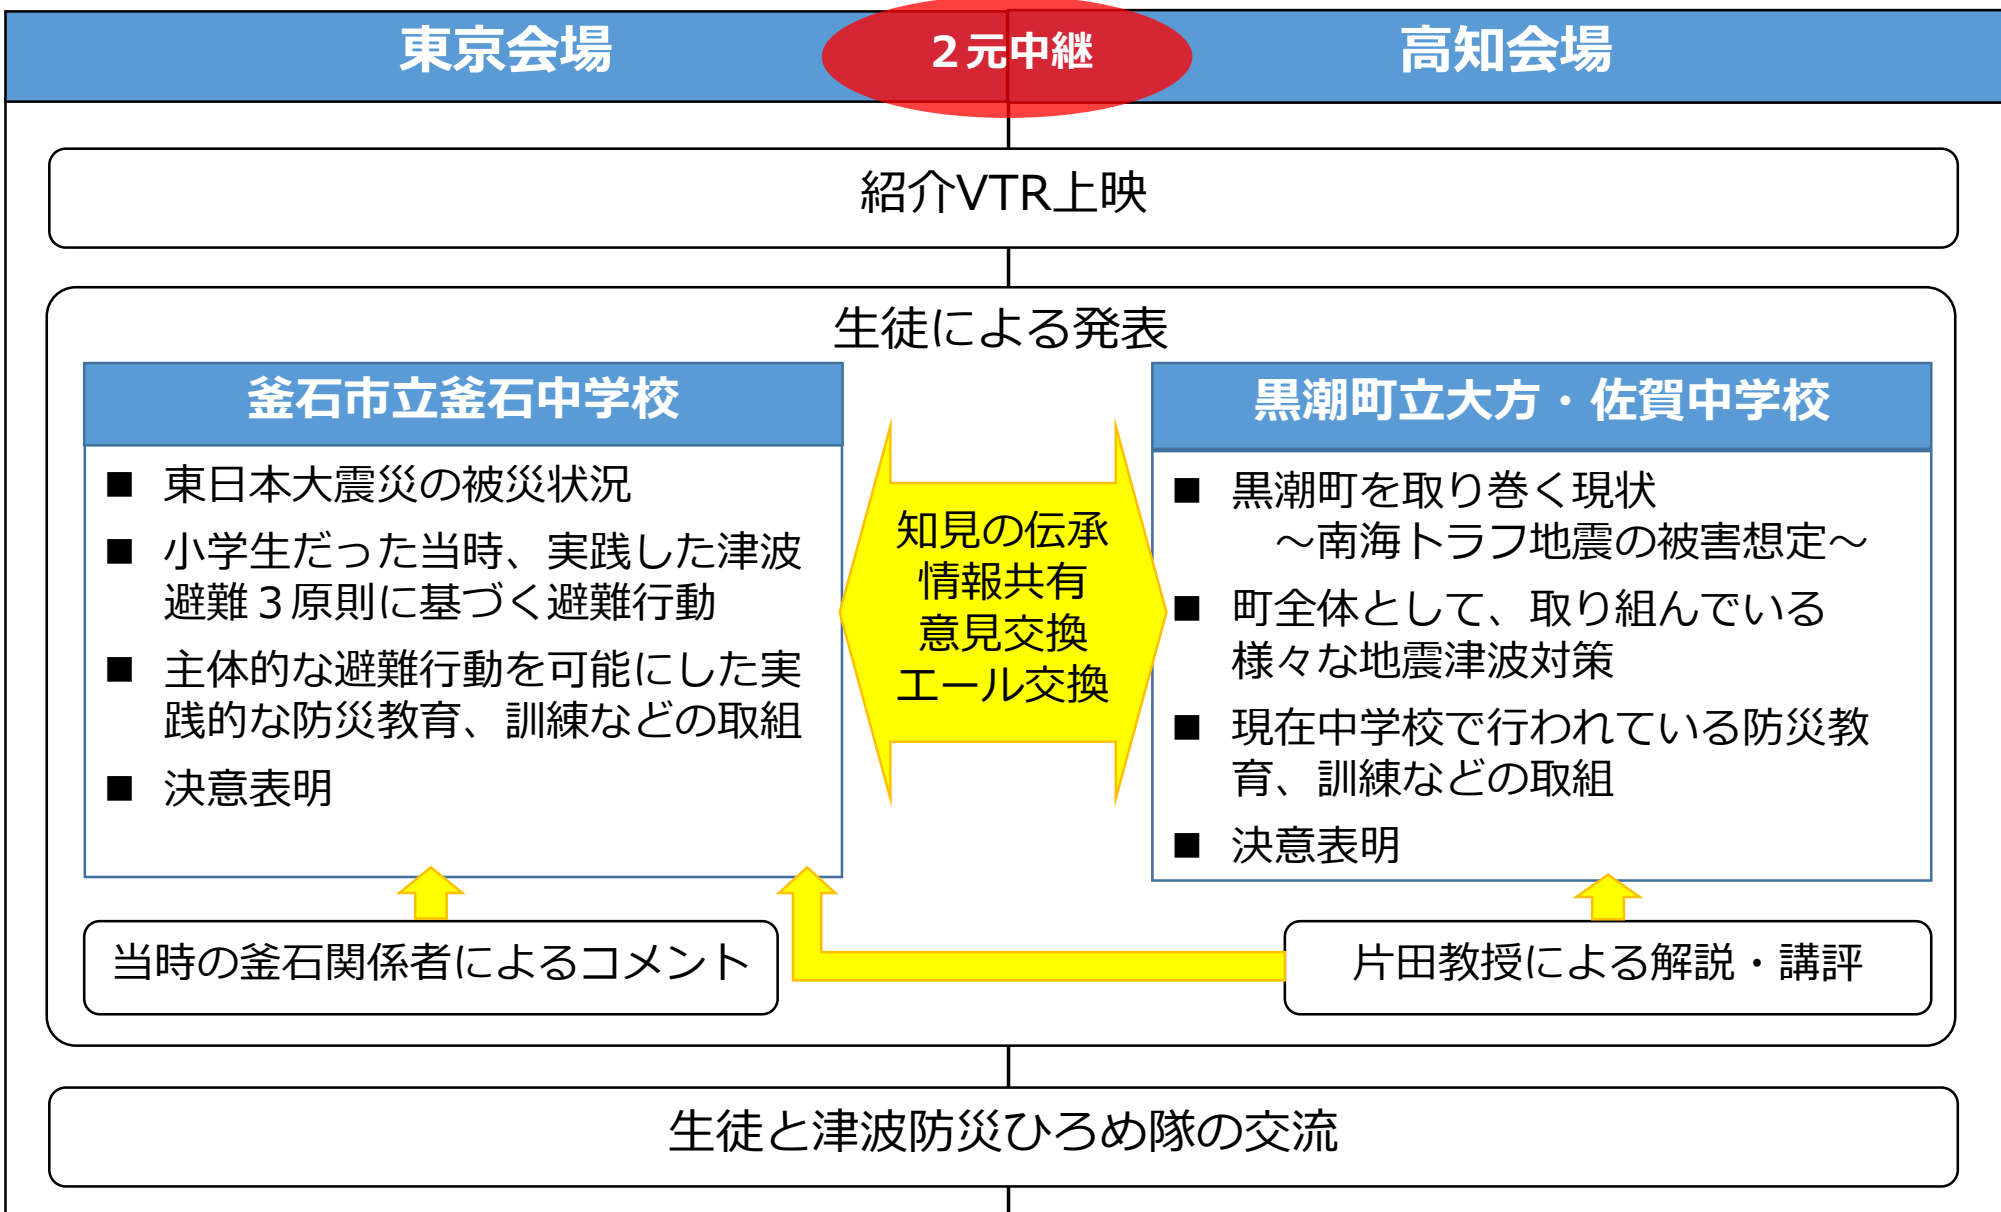 東京会場
２元中継
高知会場
紹介VTR上映
生徒による発表
釜石市立釜石中学校
■ 東日本大震災の被災状況
■ 小学生だった当時、実践した津波
避難３原則に基づく避難行動
■ 主体的な避難行動を可能にした実
践的な防災教育、訓練などの取組
■ 決意表明
知見の伝承
情報共有
意見交換
エール交換
黒潮町立大方・佐賀中学校
■ 黒潮町を取り巻く現状
～南海トラフ地震の被害想定～
■ 町全体として、取り組んでいる
様々な地震津波対策
■ 現在中学校で行われている防災教
育、訓練などの取組
■ 決意表明
当時の釜石関係者によるコメント
片田教授による解説・講評
生徒と津波防災ひろめ隊の交流